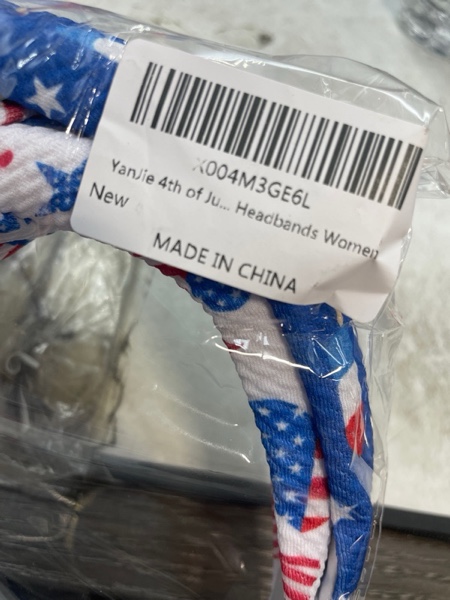 X004M3GE6L
YanJie 4th of Ju... Headbands Women
New
MADE IN CHINA